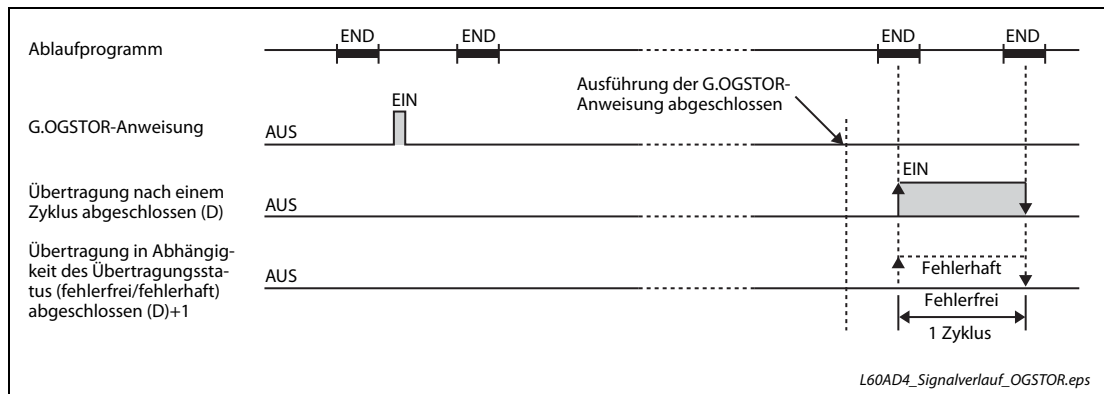 Ablaufprogramm
END
END
END
END
Ausführung der G.OGSTOR-
Anweisung abgeschlossen
G.OGSTOR-Anweisung
AUS
EIN
Übertragung nach einem
Zyklus abgeschlossen (D)
AUS
EIN
Übertragung in Abhängig-
keit des Übertragungssta-
tus (fehlerfrei/fehlerhaft)
abgeschlossen (D)+1
AUS
Fehlerhaft
Fehlerfrei
1 Zyklus
L60AD4_Signalverlauf_OGSTOR.eps